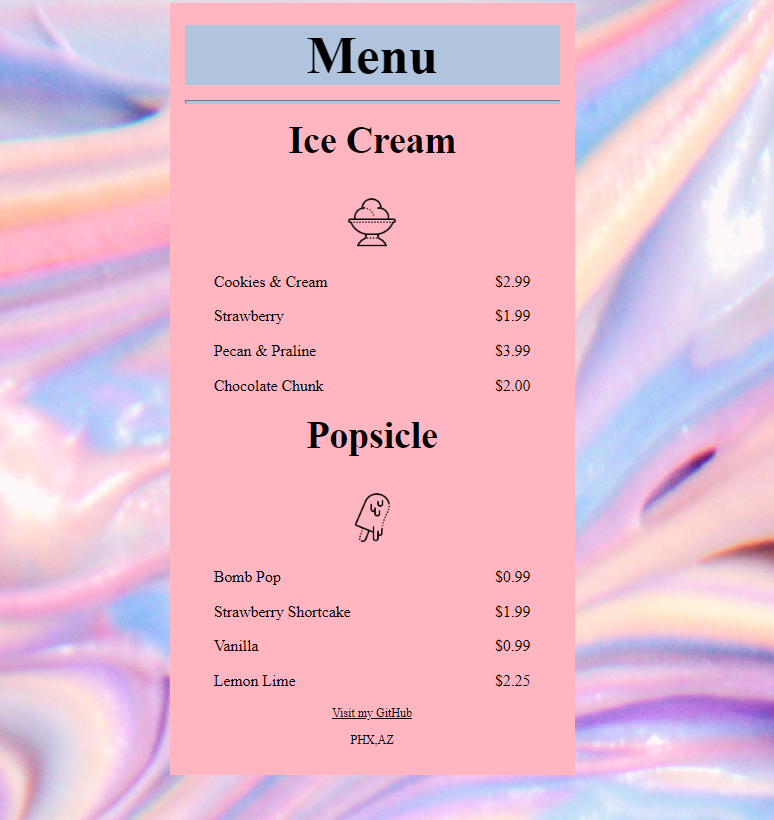 Menu
Ice Cream
Cookies & Cream $2.99
Strawberry $1.99
Pecan & Praline $3.99
Chocolate Chunk $2.00
Popsicle
Bomb Pop $0.99
Strawberry Shortcake $1.99
Vanilla $0.99
Lemon Lime $2.25
Visit my GitHub
PHX,AZ